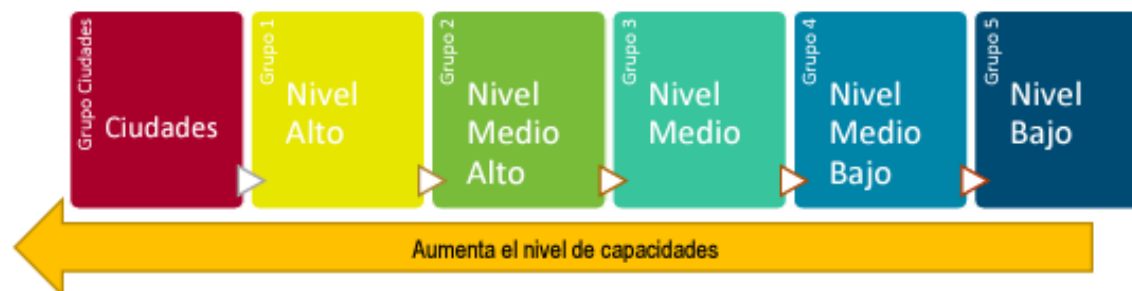 Grupo Ciudades
Ciudades
Grupo 1
Nivel
Alto
Grupo 2
Nivel
Medio
Alto
Grupo 3
Nivel
Medio
Grupo 4
Nivel
Medio
Bajo
Grupo 5
Nivel
Bajo
Aumenta el nivel de capacidades